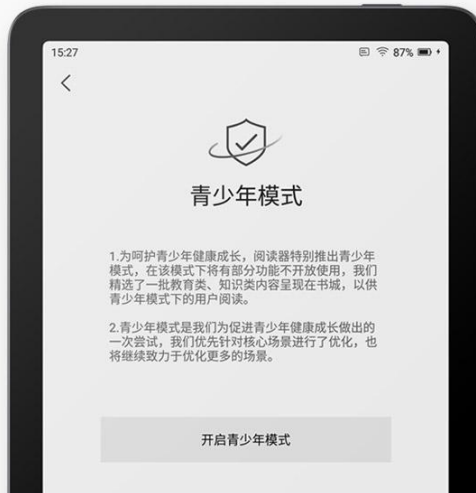 15:27
87%
青少年模式
1.为呵护青少年健康成长，阅读器特别推出青少年
模式，在该模式下将有部分功能不开放使用，我们
精选了一批教育类、知识类内容呈现在书城，以供
青少年模式下的用户阅读。
2.青少年模式是我们为促进青少年健康成长做出的
一次尝试，我们优先针对核心场景进行了优化，也
将继续致力于优化更多的场景。
开启青少年模式